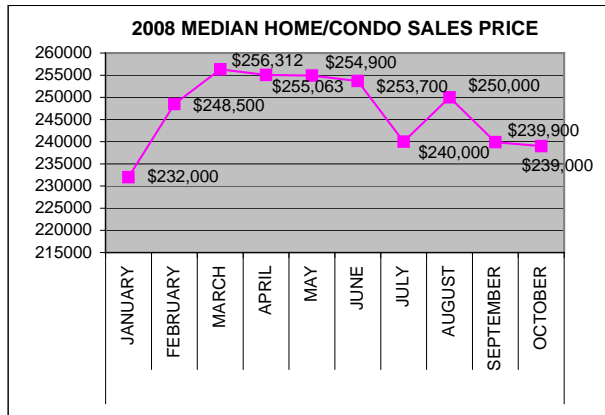 2008 MEDIAN HOME/CONDO SALES PRICE
260000
255000
250000
245000
240000
235000
230000
225000
220000
215000
$232,000
$248,500
$256,312
$255,063
$254,900
$253,700
$240,000
$250,000
$239,900
$239,000
JANUARY
FEBRUARY
MARCH
APRIL
MAY
JUNE
JULY
AUGUST
SEPTEMBER
OCTOBER